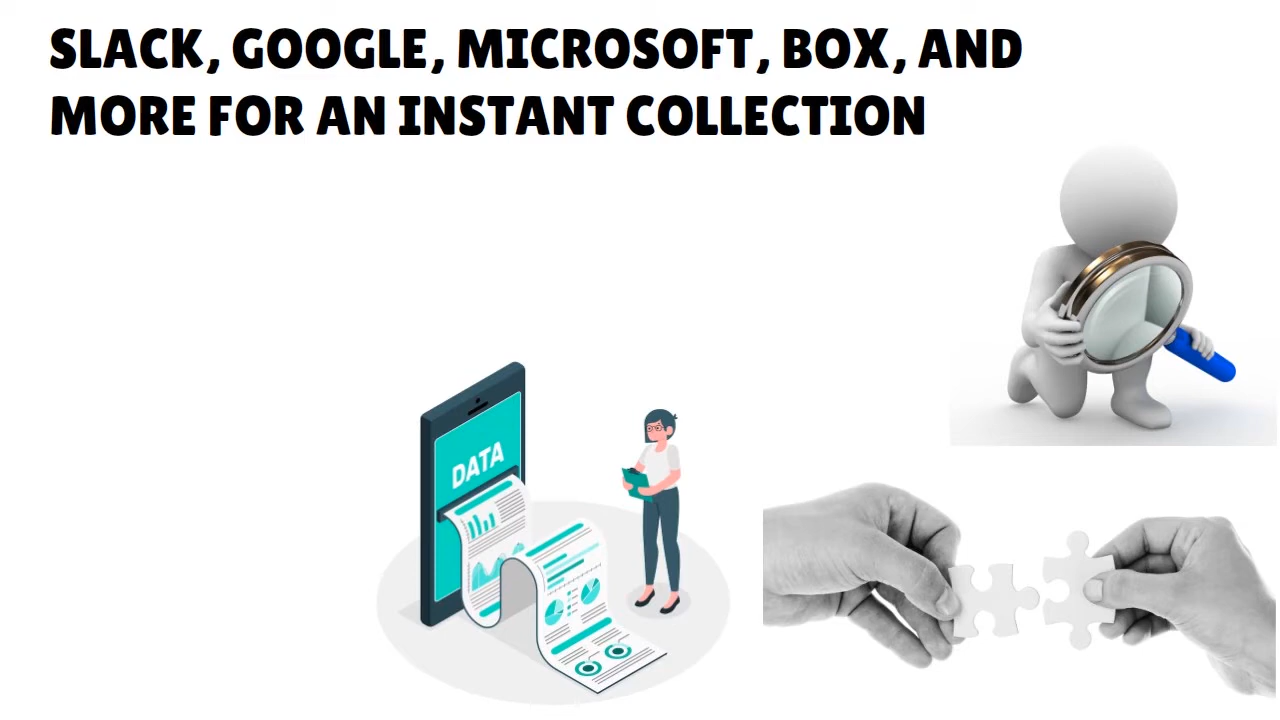 SLACK, GOOGLE, MICROSOFT, BOX, AND
MORE FOR AN INSTANT COLLECTION
DATA